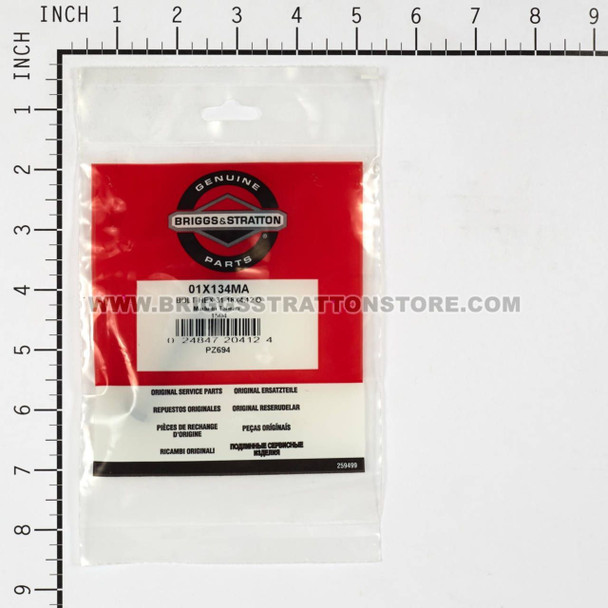 INCH 1 2 3 4 5 6 7 8 9
INCH
1
2
3
4
5
6
7
8
9
GENUINE
BRIGGS&STRATTON
PARTS
®
01X134MA
WWW.BRIGGSSTRATTONSTORE.COM
1504
0 24847 20412 4
PZ694
ORIGINAL SERVICE PARTS ORIGINAL ERSATZTEILE
REPUESTOS ORIGINALES ORIGINAL RESERUDELAR
PIÈCES DE RECHANGE D'ORIGINE PEÇAS ORIGINAIS
RICAMBI ORIGINALI ПОДЛИННЫЕ СЕРВИСНЫЕ ИЗДЕЛИЯ
259499